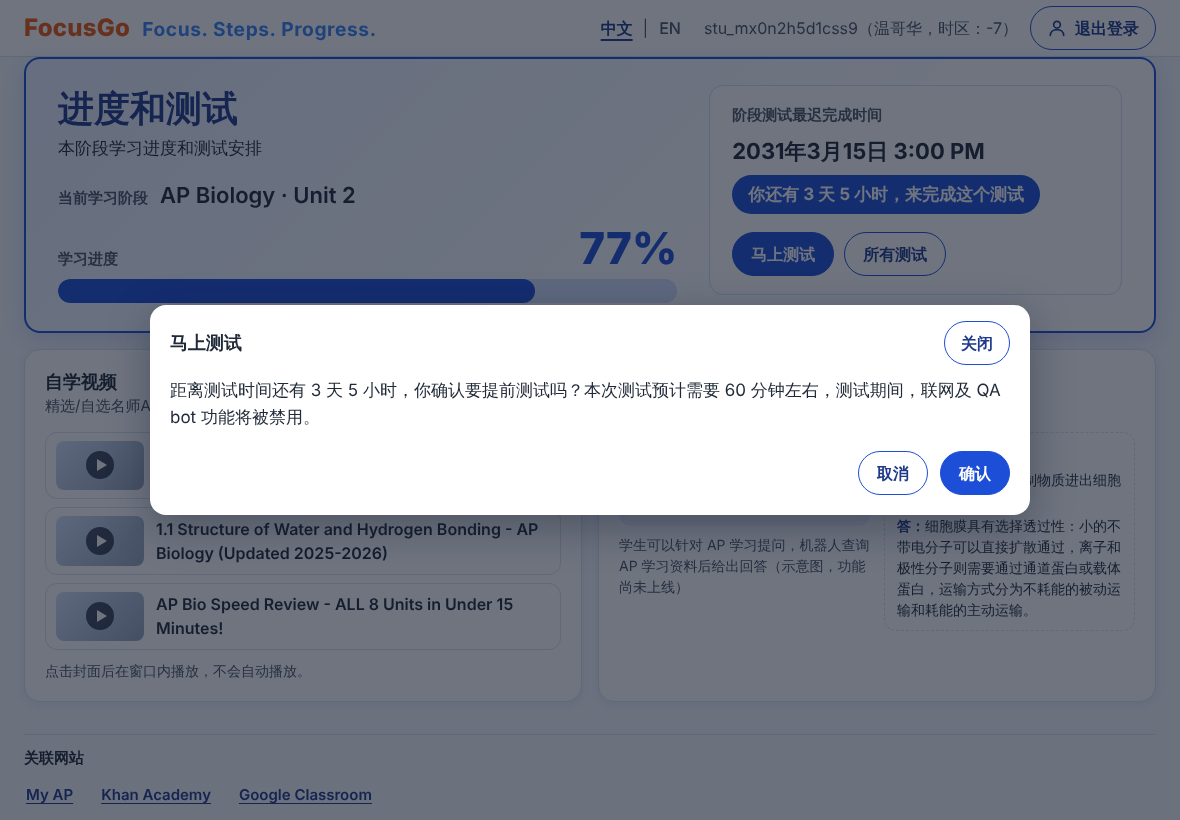 FocusGo Focus. Steps. Progress.
中文 | EN stu_mx0n2h5d1css9（温哥华，时区：-7） 退出登录
进度和测试
本阶段学习进度和测试安排
当前学习阶段 AP Biology · Unit 2
学习进度 77%
阶段测试最迟完成时间
2031年3月15日 3:00 PM
你还有 3 天 5 小时，来完成这个测试
马上测试 所有测试
马上测试 关闭
距离测试时间还有 3 天 5 小时，你确认要提前测试吗？本次测试预计需要 60 分钟左右，测试期间，联网及 QA
bot 功能将被禁用。
取消 确认
自学视频
精选/自选名师A
1.1 Structure of Water and Hydrogen Bonding - AP
Biology (Updated 2025-2026)
AP Bio Speed Review - ALL 8 Units in Under 15
Minutes!
点击封面后在窗口内播放，不会自动播放。
学生可以针对 AP 学习提问，机器人查询
AP 学习资料后给出回答（示意图，功能
尚未上线）
物质进出细胞
答：细胞膜具有选择透过性：小的不
带电分子可以直接扩散通过，离子和
极性分子则需要通过通道蛋白或载体
蛋白，运输方式分为不耗能的被动运
输和耗能的主动运输。
关联网站
My AP Khan Academy Google Classroom